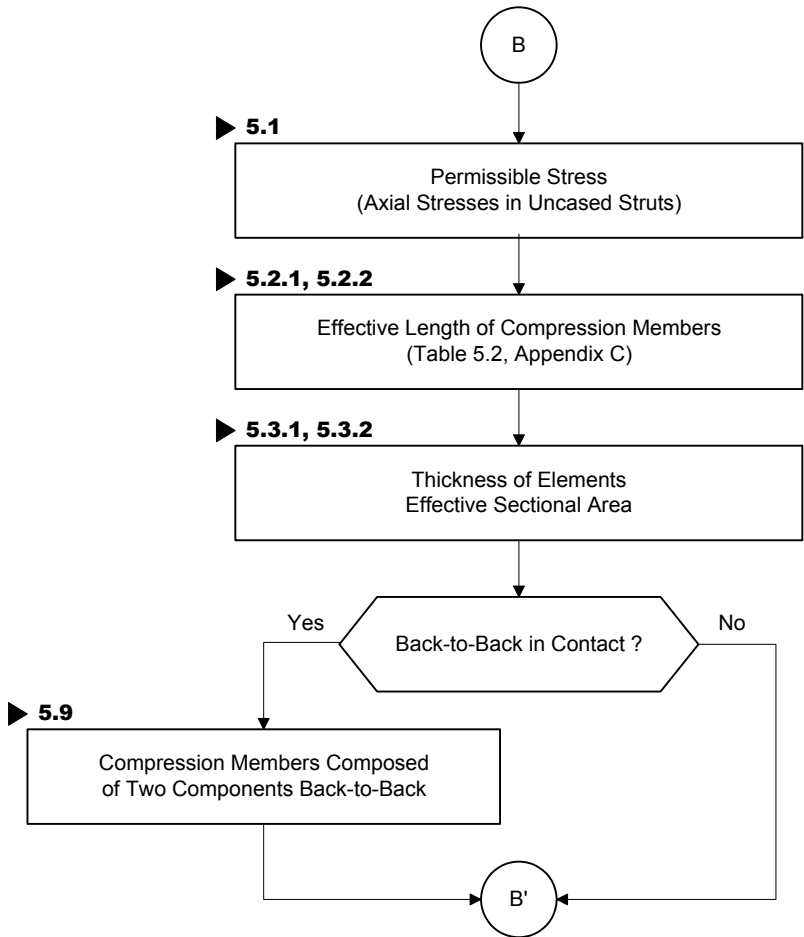 B
5.1
Permissible Stress
(Axial Stresses in Uncased Struts)
5.2.1, 5.2.2
Effective Length of Compression Members
(Table 5.2, Appendix C)
5.3.1, 5.3.2
Thickness of Elements
Effective Sectional Area
Yes
Back-to-Back in Contact ?
No
5.9
Compression Members Composed
of Two Components Back-to-Back
B'